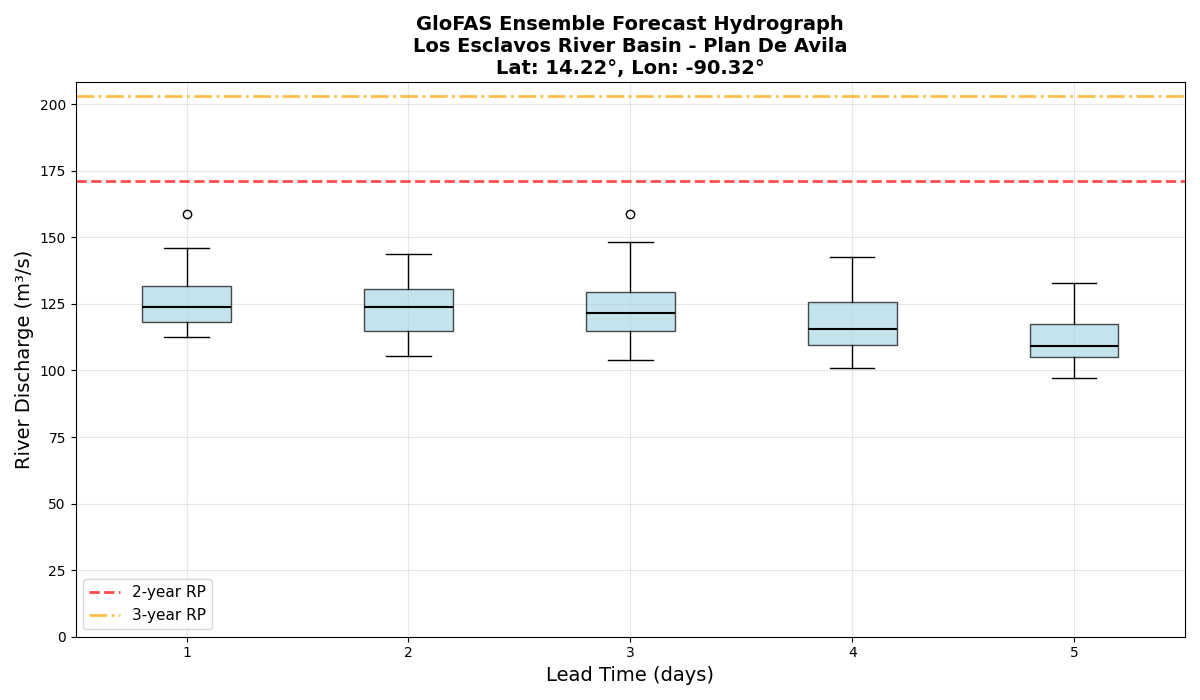 GloFAS Ensemble Forecast Hydrograph
Los Esclavos River Basin - Plan De Avila
Lat: 14.22°, Lon: -90.32°
200
175
150
125
100
75
50
25
0
River Discharge (m³/s)
2-year RP
3-year RP
1 2 3 4 5
Lead Time (days)